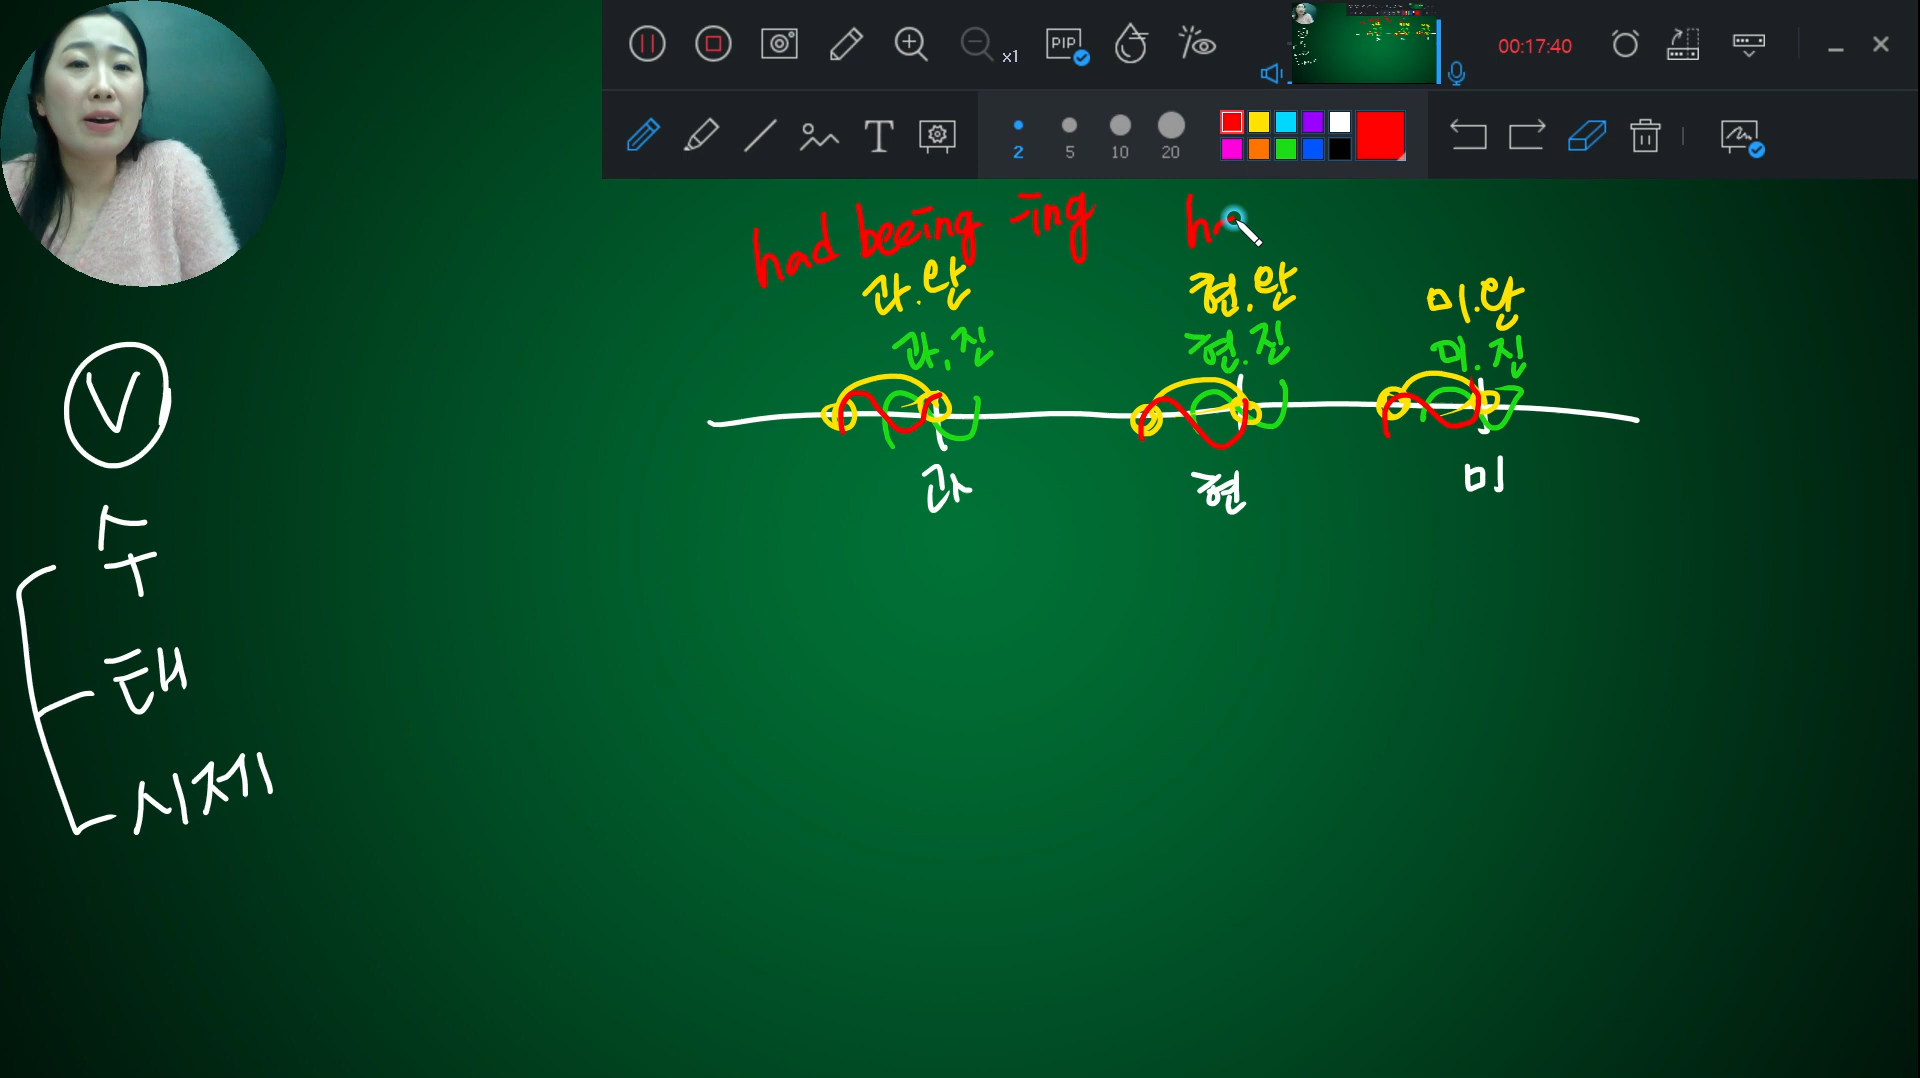 x1
PIP
00:17:40
T
2 5 10 20
had beeing -ing ha
과.완 현.완 미.완
과.진 현.진 미.진
과 현 미
V
수
태
시제